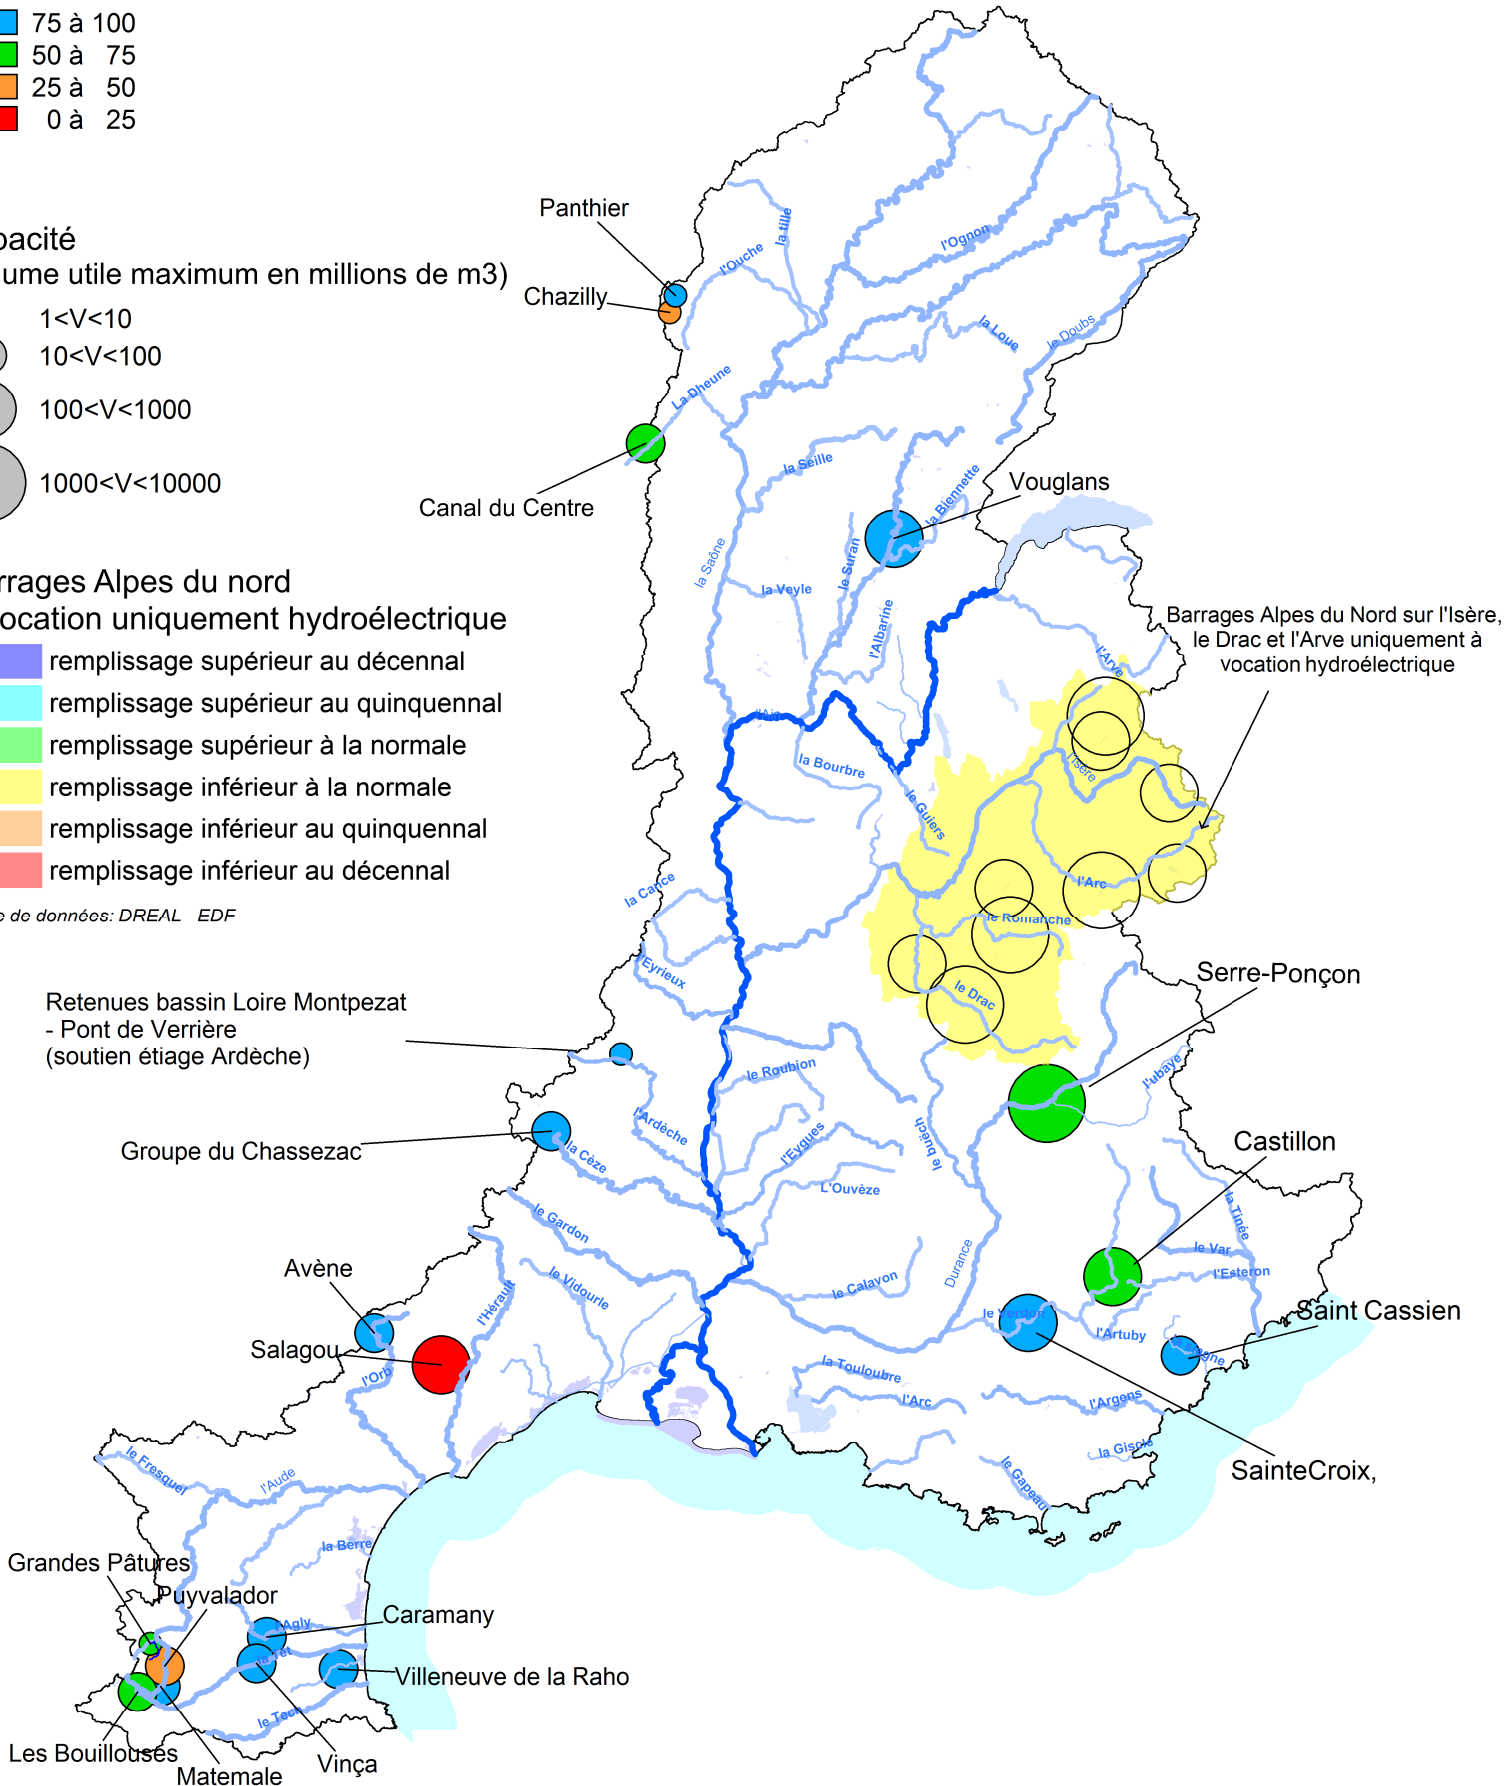 75 à 100
50 à 75
25 à 50
0 à 25
pacité
ume utile maximum en millions de m3)
1<V<10
10<V<100
100<V<1000
1000<V<10000
rrages Alpes du nord
ocation uniquement hydroélectrique
remplissage supérieur au décennal
remplissage supérieur au quinquennal
remplissage supérieur à la normale
remplissage inférieur à la normale
remplissage inférieur au quinquennal
remplissage inférieur au décennal
e de données: DREAL EDF
Panthier
Chazilly
la tille
l'Ouche
l'Ognon
la Loue
le Doubs
La Dheune
Canal du Centre
la Seille
la Biennette
Vouglans
la Saône
le Suran
la Veyle
l'Albarine
Barrages Alpes du Nord sur l'Isère,
le Drac et l'Arve uniquement à
vocation hydroélectrique
l'Arve
l'Ain
la Bourbre
l'Isère
le Guiers
l'Arc
la Cance
le Romanche
l'Eyrieux
le Drac
Serre-Ponçon
Retenues bassin Loire Montpezat
- Pont de Verrière
(soutien étiage Ardèche)
le Roubion
l'ubaye
l'Ardèche
le buëch
l'Eygues
Groupe du Chassezac
la Cèze
Castillon
L'Ouvèze
la Tinée
le Gardon
le Var
l'Esteron
Durance
Avène
le Vidourle
le Calavon
l'Hérault
le Verdon
Saint Cassien
l'Artuby
Salagou
l'Orb
la Touloubre
l'Arc
l'Argens
la Gisole
le Gapeau
SainteCroix,
le Fresquel
l'Aude
la Berre
Grandes Pâtures
Puyvalador
l'Agly
Caramany
la Têt
Villeneuve de la Raho
le Tech
Les Bouillouses
Matemale
Vinça